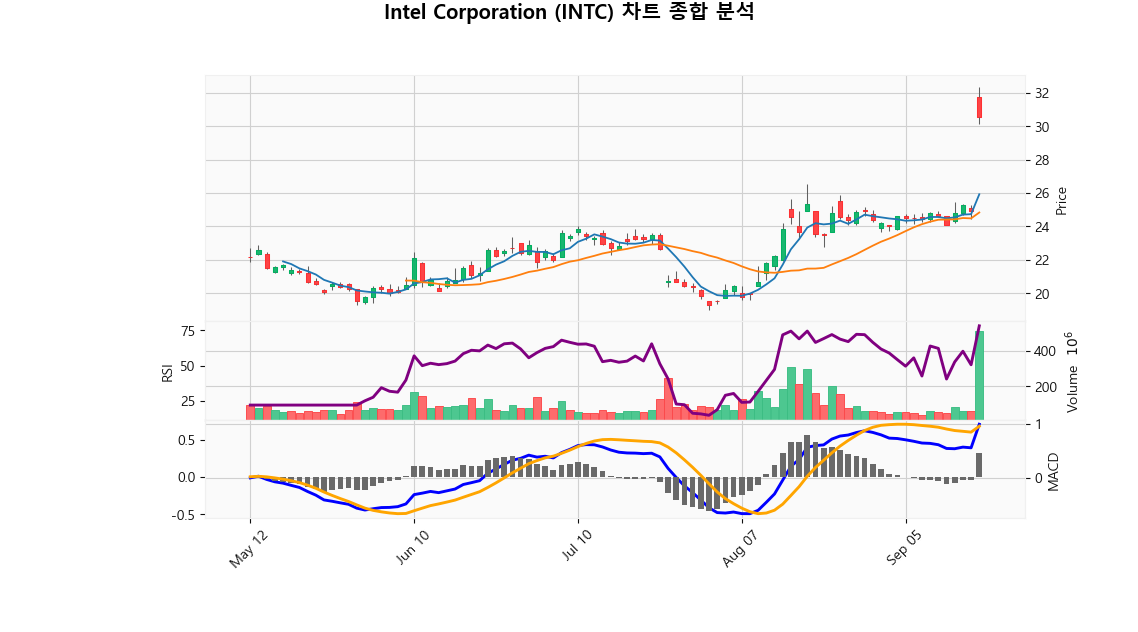 Intel Corporation (INTC) 차트 종합 분석
32
30
28
26
24
22
20
Price
75
50
25
RSI
400
200
Volume 10^6
0.5
0.0
-0.5
1
0
MACD
May 12
Jun 10
Jul 10
Aug 07
Sep 05